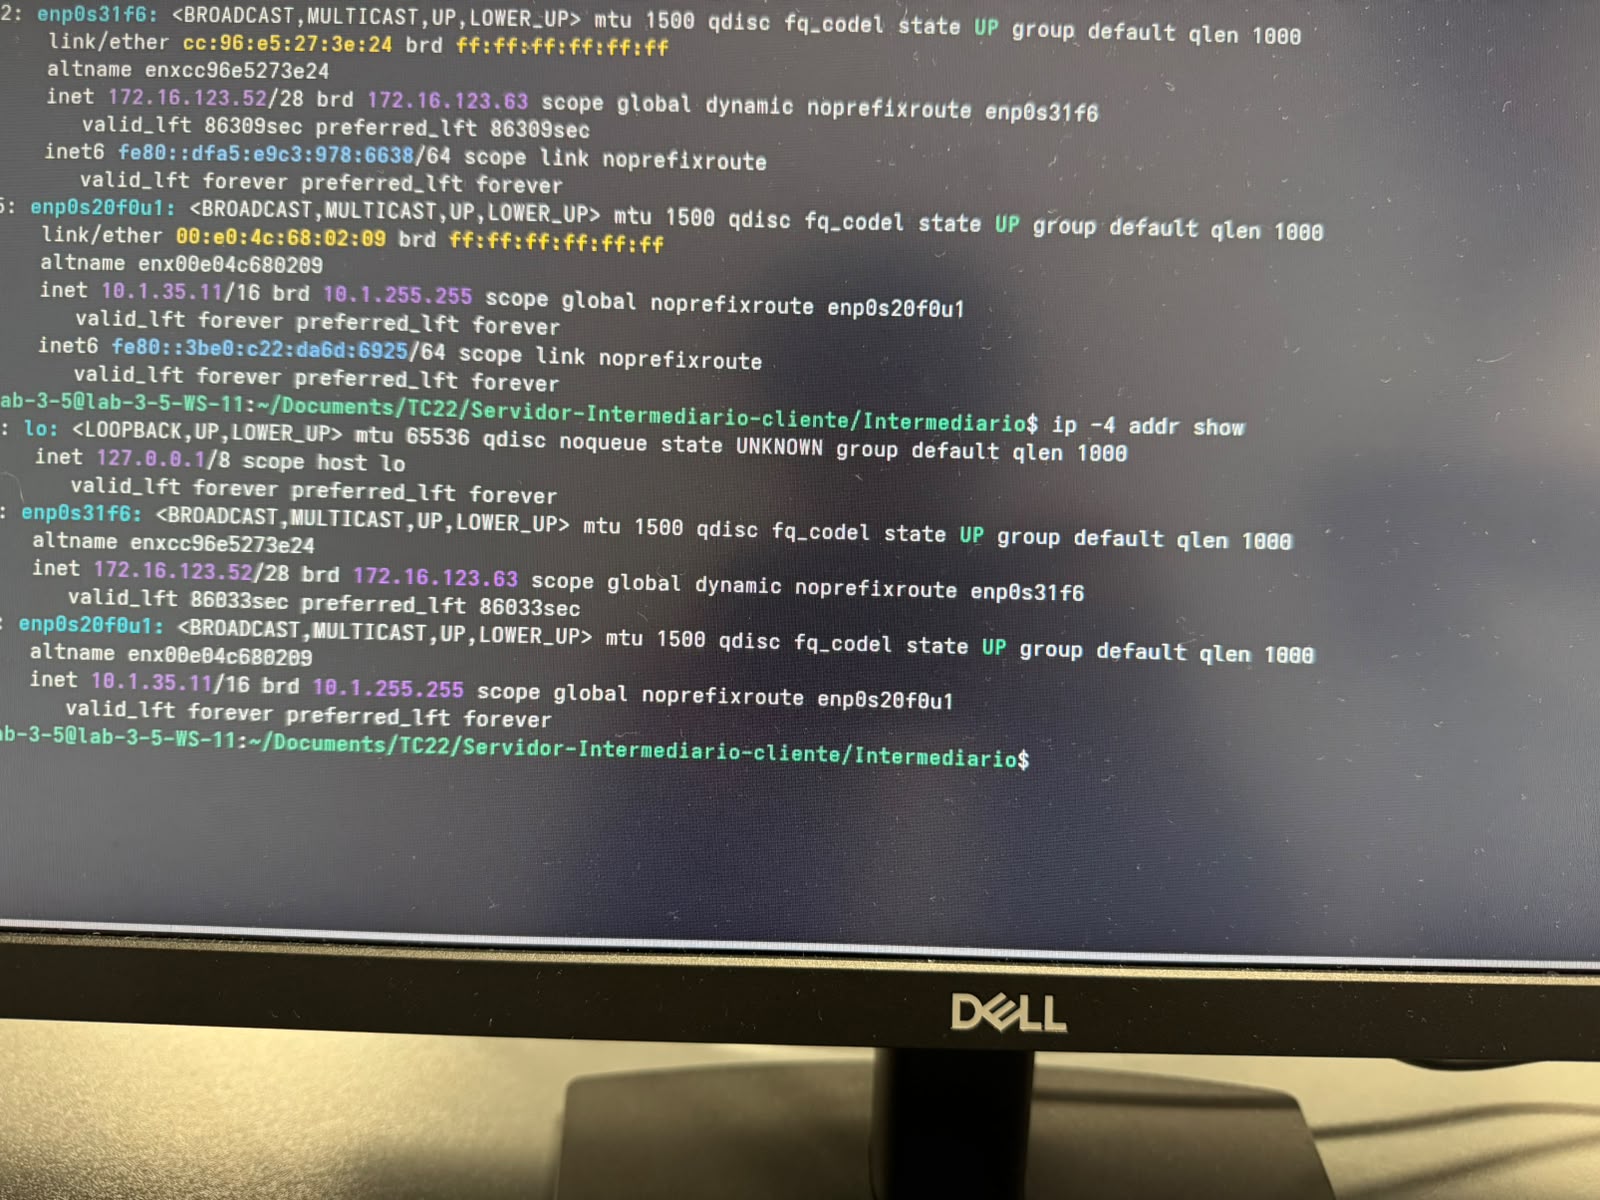 2: enp0s31f6: <BROADCAST,MULTICAST,UP,LOWER_UP> mtu 1500 qdisc fq_codel state UP group default qlen 1000
link/ether cc:96:e5:27:3e:24 brd ff:ff:ff:ff:ff:ff
altname enxcc96e5273e24
inet 172.16.123.52/28 brd 172.16.123.63 scope global dynamic noprefixroute enp0s31f6
valid_lft 86309sec preferred_lft 86309sec
inet6 fe80::dfa5:e9c3:978:6638/64 scope link noprefixroute
valid_lft forever preferred_lft forever
5: enp0s20f0u1: <BROADCAST,MULTICAST,UP,LOWER_UP> mtu 1500 qdisc fq_codel state UP group default qlen 1000
link/ether 00:e0:4c:68:02:09 brd ff:ff:ff:ff:ff:ff
altname enx00e04c680209
inet 10.1.35.11/16 brd 10.1.255.255 scope global noprefixroute enp0s20f0u1
valid_lft forever preferred_lft forever
inet6 fe80::3be0:c22:da6d:6925/64 scope link noprefixroute
valid_lft forever preferred_lft forever
ab-3-5@lab-3-5-WS-11:~/Documents/TC22/Servidor-Intermediario-cliente/Intermediario$ ip -4 addr show
: lo: <LOOPBACK,UP,LOWER_UP> mtu 65536 qdisc noqueue state UNKNOWN group default qlen 1000
inet 127.0.0.1/8 scope host lo
valid_lft forever preferred_lft forever
: enp0s31f6: <BROADCAST,MULTICAST,UP,LOWER_UP> mtu 1500 qdisc fq_codel state UP group default qlen 1000
altname enxcc96e5273e24
inet 172.16.123.52/28 brd 172.16.123.63 scope global dynamic noprefixroute enp0s31f6
valid_lft 86033sec preferred_lft 86033sec
: enp0s20f0u1: <BROADCAST,MULTICAST,UP,LOWER_UP> mtu 1500 qdisc fq_codel state UP group default qlen 1000
altname enx00e04c680209
inet 10.1.35.11/16 brd 10.1.255.255 scope global noprefixroute enp0s20f0u1
valid_lft forever preferred_lft forever
ab-3-5@lab-3-5-WS-11:~/Documents/TC22/Servidor-Intermediario-cliente/Intermediario$
DELL